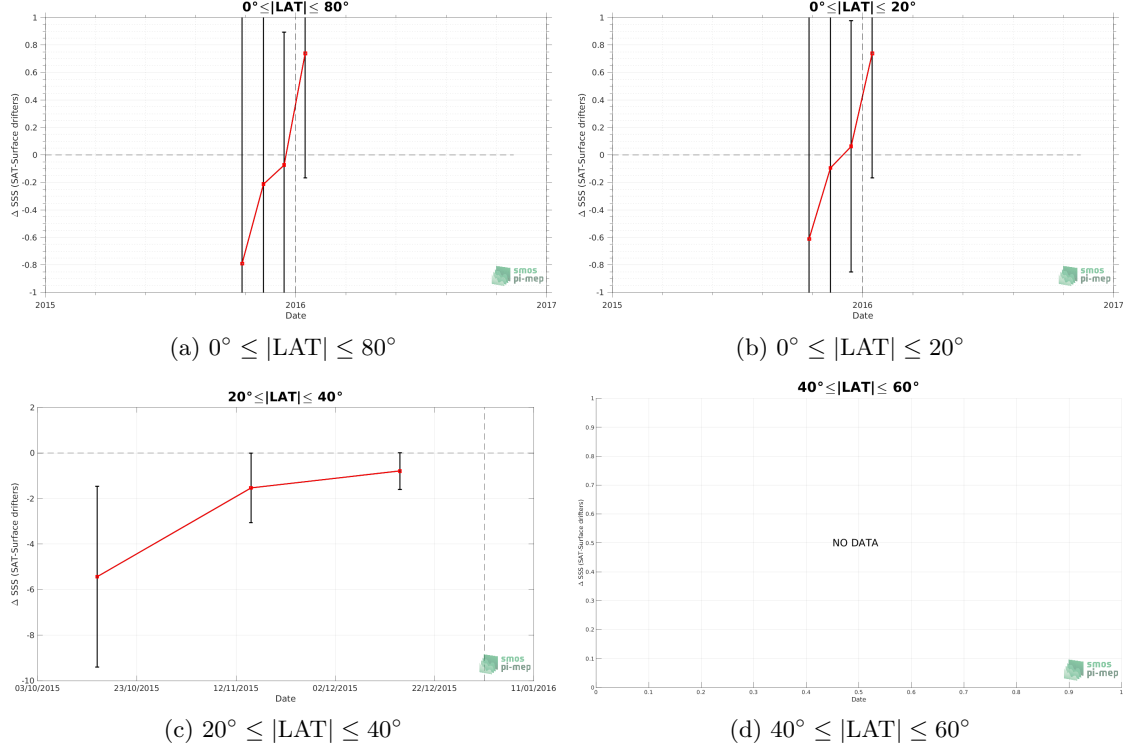 0°≤|LAT|≤ 80°
1
0.8
0.6
0.4
0.2
0
-0.2
-0.4
-0.6
-0.8
-1
Δ SSS (SAT-Surface drifters)
2015
2016
2017
Date
smos
pi-mep
(a) 0° ≤ |LAT| ≤ 80°
0°≤|LAT|≤ 20°
1
0.8
0.6
0.4
0.2
0
-0.2
-0.4
-0.6
-0.8
-1
Δ SSS (SAT-Surface drifters)
2015
2016
2017
Date
smos
pi-mep
(b) 0° ≤ |LAT| ≤ 20°
20°≤|LAT|≤ 40°
2
0
-2
-4
-6
-8
-10
Δ SSS (SAT-Surface drifters)
03/10/2015
23/10/2015
12/11/2015
02/12/2015
22/12/2015
11/01/2016
Date
smos
pi-mep
(c) 20° ≤ |LAT| ≤ 40°
40°≤|LAT|≤ 60°
1
0.9
0.8
0.7
0.6
0.5
0.4
0.3
0.2
0.1
0
Δ SSS (SAT-Surface drifters)
NO DATA
0
0.1
0.2
0.3
0.4
0.5
0.6
0.7
0.8
0.9
1
Date
smos
pi-mep
(d) 40° ≤ |LAT| ≤ 60°